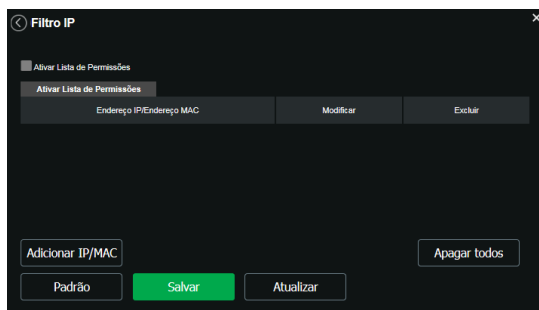 Filtro IP
Ativar Lista de Permissões
Ativar Lista de Permissões
Endereço IP/Endereço MAC Modificar Excluir
Adicionar IP/MAC Apagar todos
Padrão Salvar Atualizar